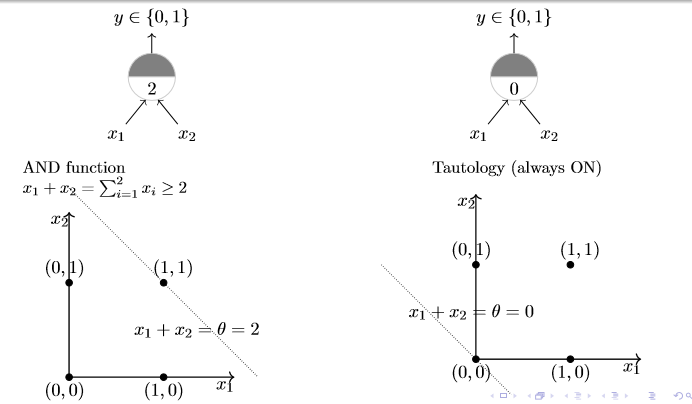 y ∈ {0, 1}
2
x₁ x₂
AND function
x₁ + x₂ = ∑²ᵢ₌₁ xᵢ ≥ 2
x₂
(0, 1)
(1, 1)
x₁ + x₂ = θ = 2
(0, 0)
(1, 0)
x₁
y ∈ {0, 1}
0
x₁ x₂
Tautology (always ON)
x₂
(0, 1)
(1, 1)
x₁ + x₂ = θ = 0
(0, 0)
(1, 0)
x₁